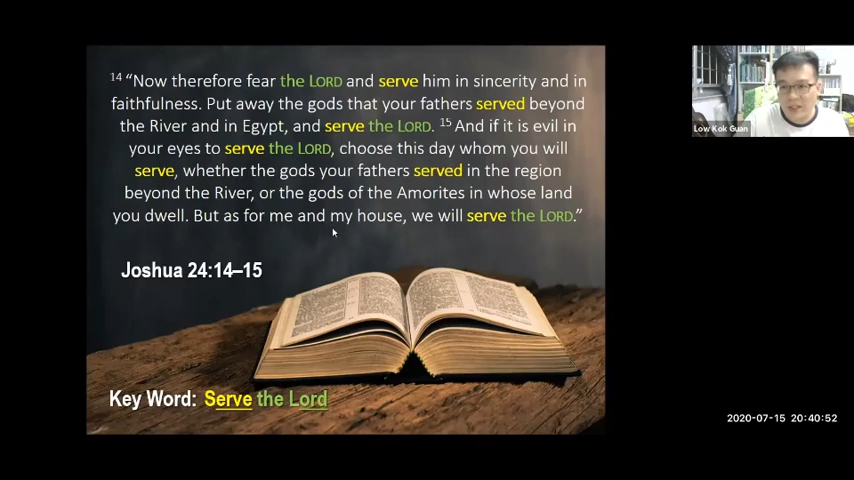 14 “Now therefore fear the LORD and serve him in sincerity and in
faithfulness. Put away the gods that your fathers served beyond
the River and in Egypt, and serve the LORD. 15 And if it is evil in
your eyes to serve the LORD, choose this day whom you will
serve, whether the gods your fathers served in the region
beyond the River, or the gods of the Amorites in whose land
you dwell. But as for me and my house, we will serve the LORD.”
Joshua 24:14–15
Key Word: Serve the Lord
Low Kok Guan
2020-07-15 20:40:52